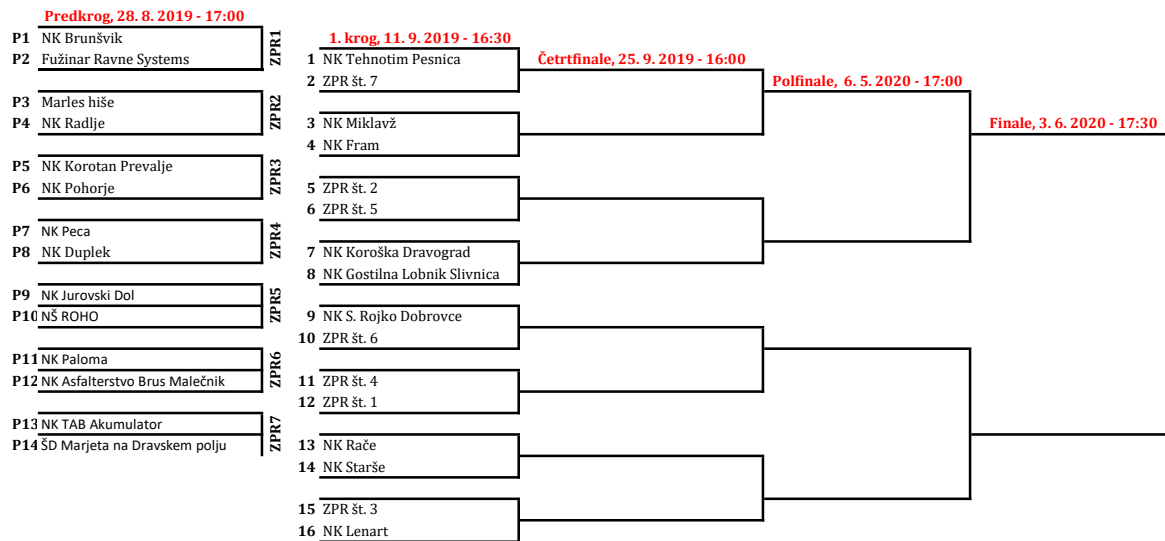 Predkrog, 28. 8. 2019 - 17:00
P1 NK Brunšvik
P2 Fužinar Ravne Systems
ZPR1
P3 Marles hiše
P4 NK Radlje
ZPR2
P5 NK Korotan Prevalje
P6 NK Pohorje
ZPR3
P7 NK Peca
P8 NK Duplek
ZPR4
P9 NK Jurovski Dol
P10 NŠ ROHO
ZPR5
P11 NK Paloma
P12 NK Asfalterstvo Brus Malečnik
ZPR6
P13 NK TAB Akumulator
P14 ŠD Marjeta na Dravskem polju
ZPR7
1. krog, 11. 9. 2019 - 16:30
1 NK Tehnotim Pesnica
2 ZPR št. 7
3 NK Miklavž
4 NK Fram
5 ZPR št. 2
6 ZPR št. 5
7 NK Koroška Dravograd
8 NK Gostilna Lobnik Slivnica
9 NK S. Rojko Dobrovce
10 ZPR št. 6
11 ZPR št. 4
12 ZPR št. 1
13 NK Rače
14 NK Starše
15 ZPR št. 3
16 NK Lenart
Četrtfinale, 25. 9. 2019 - 16:00
Polfinale, 6. 5. 2020 - 17:00
Finale, 3. 6. 2020 - 17:30